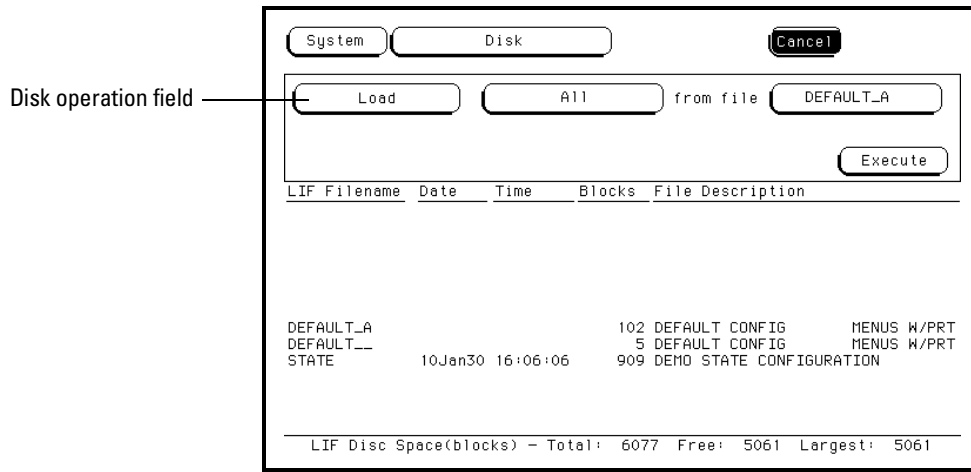 System Disk Cancel
Disk operation field
Load All from file DEFAULT_A
Execute
LIF Filename Date Time Blocks File Description
DEFAULT_A 102 DEFAULT CONFIG MENUS W/PRT
DEFAULT__ 5 DEFAULT CONFIG MENUS W/PRT
STATE 10Jan30 16:06:06 909 DEMO STATE CONFIGURATION
LIF Disc Space(blocks) - Total: 6077 Free: 5061 Largest: 5061